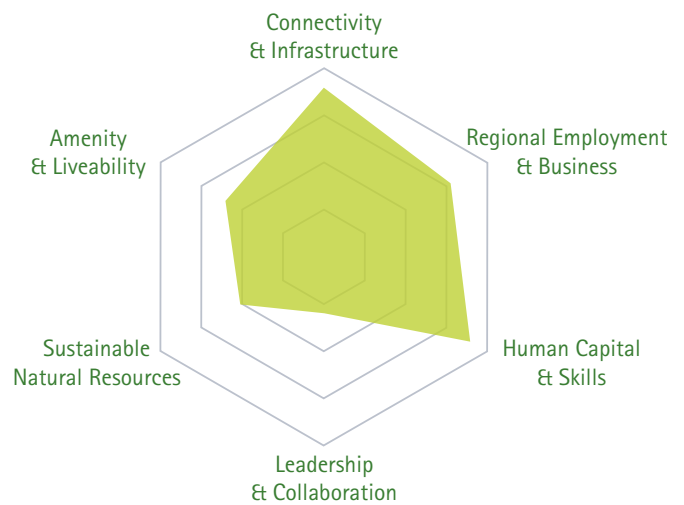 Connectivity
& Infrastructure
Regional Employment
& Business
Human Capital
& Skills
Leadership
& Collaboration
Sustainable
Natural Resources
Amenity
& Liveability